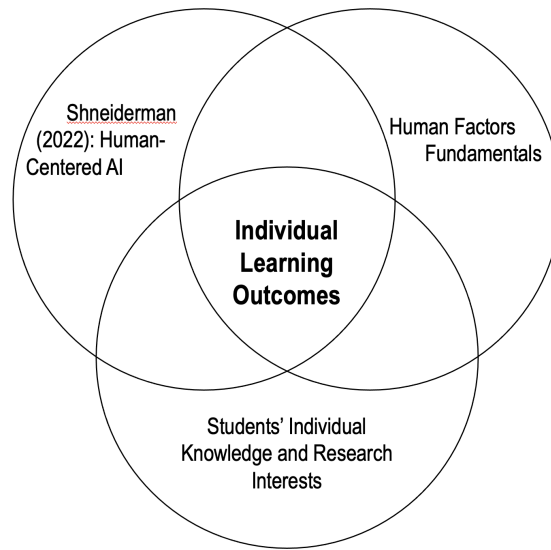 Shneiderman
(2022): Human-
Centered AI
Human Factors
Fundamentals
Individual
Learning
Outcomes
Students' Individual
Knowledge and Research
Interests